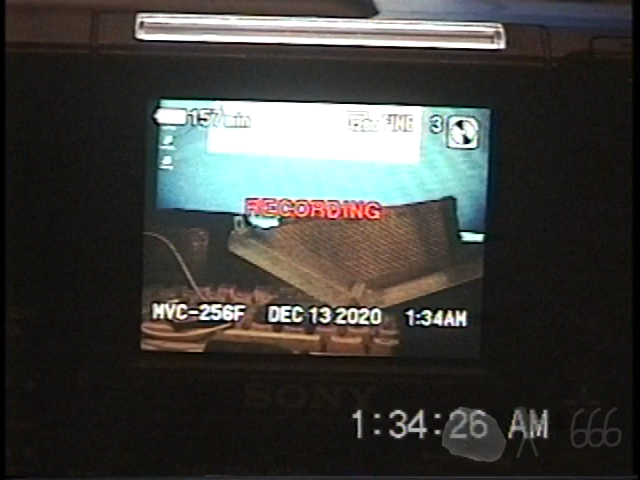 157min FINE 3
RECORDING
MVC-256F DEC 13 2020 1:34AM
SONY
1:34:26 AM
666